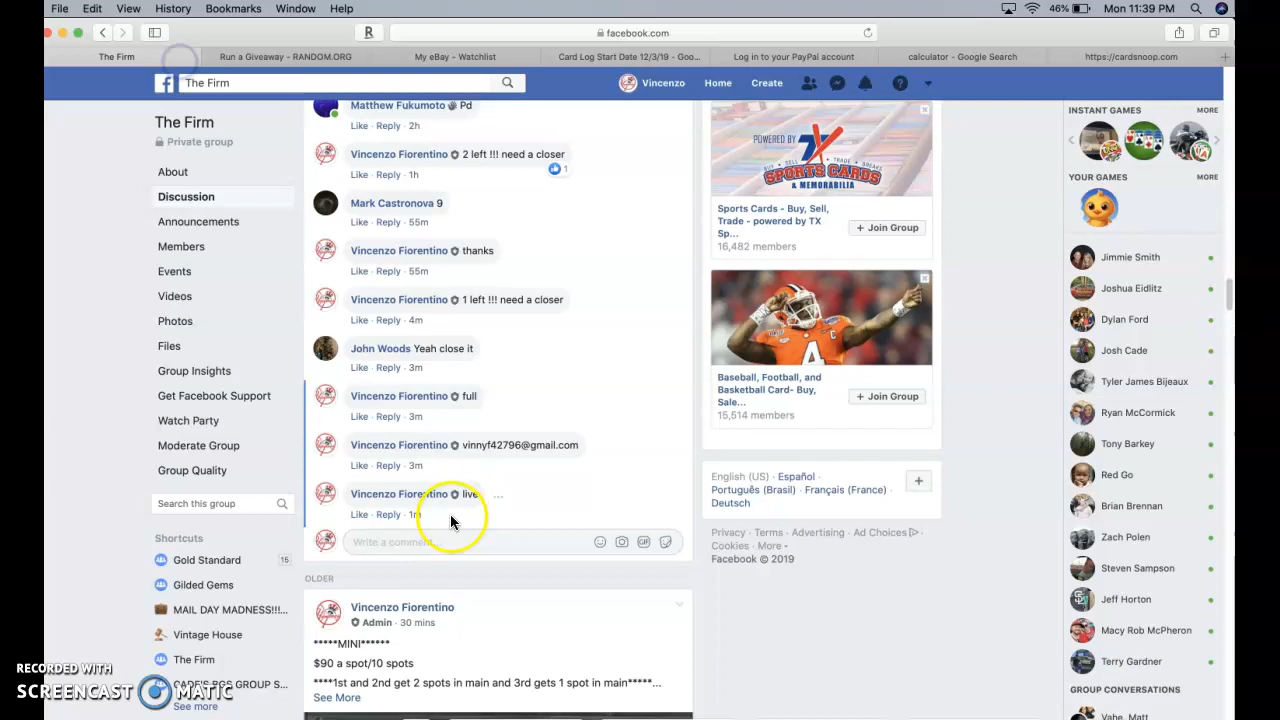 File Edit View History Bookmarks Window Help 46% Mon 11:39 PM
facebook.com
The Firm Run a Giveaway - RANDOM.ORG My eBay - Watchlist Card Log Start Date 12/3/19 - Goo... Log in to your PayPal account calculator - Google Search https://cardsnoop.com
The Firm Vincenzo Home Create
The Firm
Private group
About
Discussion
Announcements
Members
Events
Videos
Photos
Files
Group Insights
Get Facebook Support
Watch Party
Moderate Group
Group Quality
Search this group
Shortcuts
Gold Standard 15
Gilded Gems
MAIL DAY MADNESS!!!...
Vintage House
The Firm
See more
Matthew Fukumoto Pd
Like · Reply · 2h
Vincenzo Fiorentino 2 left !!! need a closer
1
Like · Reply · 1h
Mark Castronova 9
Like · Reply · 55m
Vincenzo Fiorentino thanks
Like · Reply · 55m
Vincenzo Fiorentino 1 left !!! need a closer
Like · Reply · 4m
John Woods Yeah close it
Like · Reply · 3m
Vincenzo Fiorentino full
Like · Reply · 3m
Vincenzo Fiorentino vinnyf42796@gmail.com
Like · Reply · 3m
Vincenzo Fiorentino live ...
Like · Reply · 1m
Write a comment...
OLDER
Vincenzo Fiorentino
Admin · 30 mins
*****MINI******
$90 a spot/10 spots
****1st and 2nd get 2 spots in main and 3rd gets 1 spot in main*****...
See More
POWERED BY
TX
SPORTS CARDS
& MEMORABILIA
Sports Cards - Buy, Sell,
Trade - powered by TX
Sp...
16,482 members
+ Join Group
Baseball, Football, and
Basketball Card- Buy,
Sale...
15,514 members
+ Join Group
English (US) · Español ·
Português (Brasil) · Français (France) ·
Deutsch
Privacy · Terms · Advertising · Ad Choices
Cookies · More
Facebook © 2019
INSTANT GAMES MORE
YOUR GAMES MORE
Jimmie Smith
Joshua Eidlitz
Dylan Ford
Josh Cade
Tyler James Bijeaux
Ryan McCormick
Tony Barkey
Red Go
Brian Brennan
Zach Polen
Steven Sampson
Jeff Horton
Macy Rob McPherson
Terry Gardner
GROUP CONVERSATIONS
Vahe, Matt
RECORDED WITH
SCREENCAST MATIC